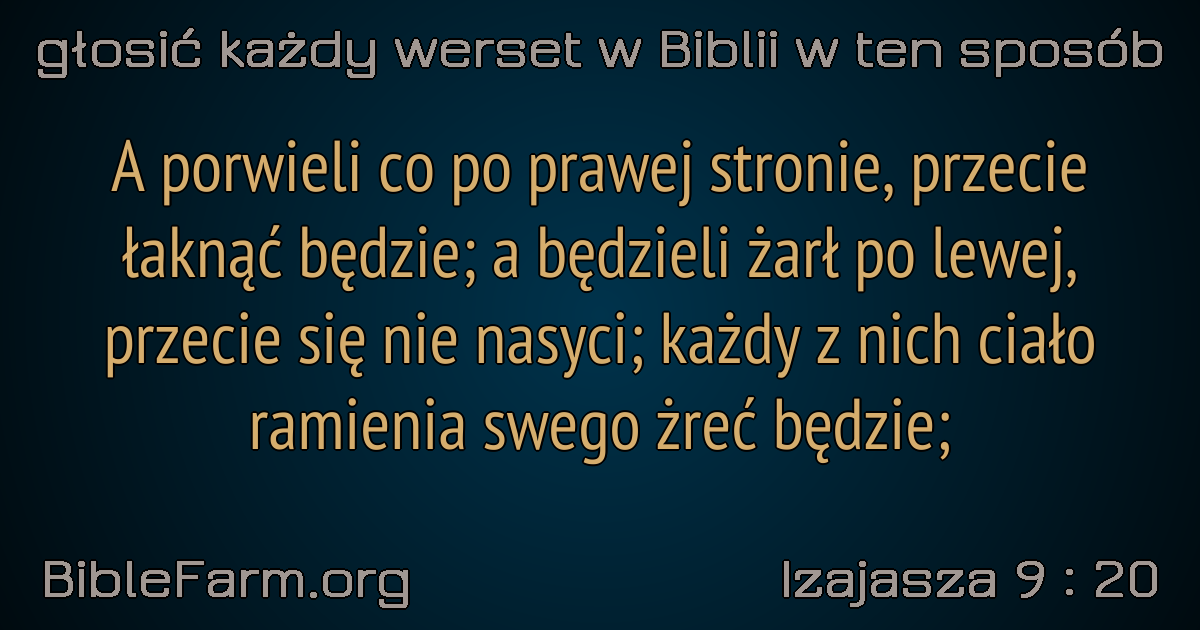 głosić każdy werset w Biblii w ten sposób
A porwieli co po prawej stronie, przecie
łaknąć będzie; a będzieli żarł po lewej,
przecie się nie nasyci; każdy z nich ciało
ramienia swego żreć będzie;
BibleFarm.org
Izajasza 9 : 20